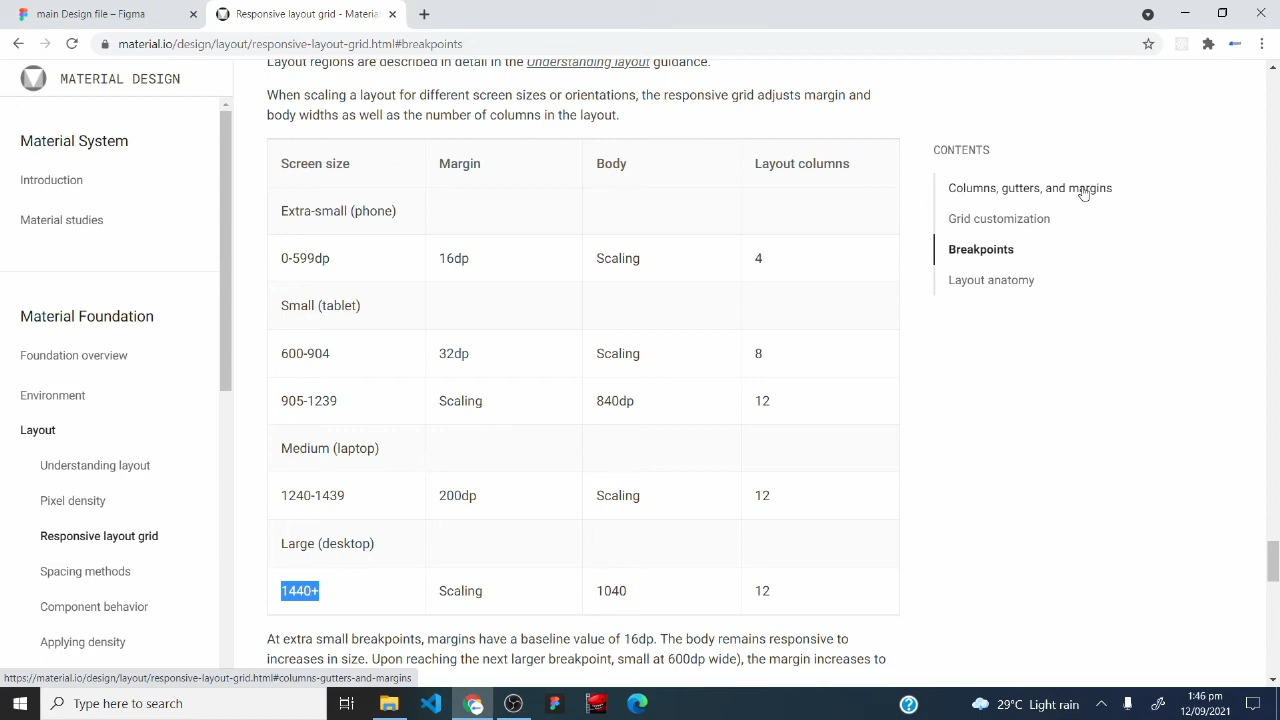 main Design file – Figma
Responsive layout grid - Materia
material.io/design/layout/responsive-layout-grid.html#breakpoints
MATERIAL DESIGN
Material System
Introduction
Material studies
Material Foundation
Foundation overview
Environment
Layout
Understanding layout
Pixel density
Responsive layout grid
Spacing methods
Component behavior
Applying density
Layout regions are described in detail in the Understanding layout guidance.
When scaling a layout for different screen sizes or orientations, the responsive grid adjusts margin and
body widths as well as the number of columns in the layout.
Screen size Margin Body Layout columns
Extra-small (phone)
0-599dp 16dp Scaling 4
Small (tablet)
600-904 32dp Scaling 8
905-1239 Scaling 840dp 12
Medium (laptop)
1240-1439 200dp Scaling 12
Large (desktop)
1440+ Scaling 1040 12
At extra small breakpoints, margins have a baseline value of 16dp. The body remains responsive to
increases in size. Upon reaching the next larger breakpoint, small at 600dp wide), the margin increases to
CONTENTS
Columns, gutters, and margins
Grid customization
Breakpoints
Layout anatomy
https://material.io/design/layout/responsive-layout-grid.html#columns-gutters-and-margins
Type here to search
29°C Light rain
1:46 pm
12/09/2021